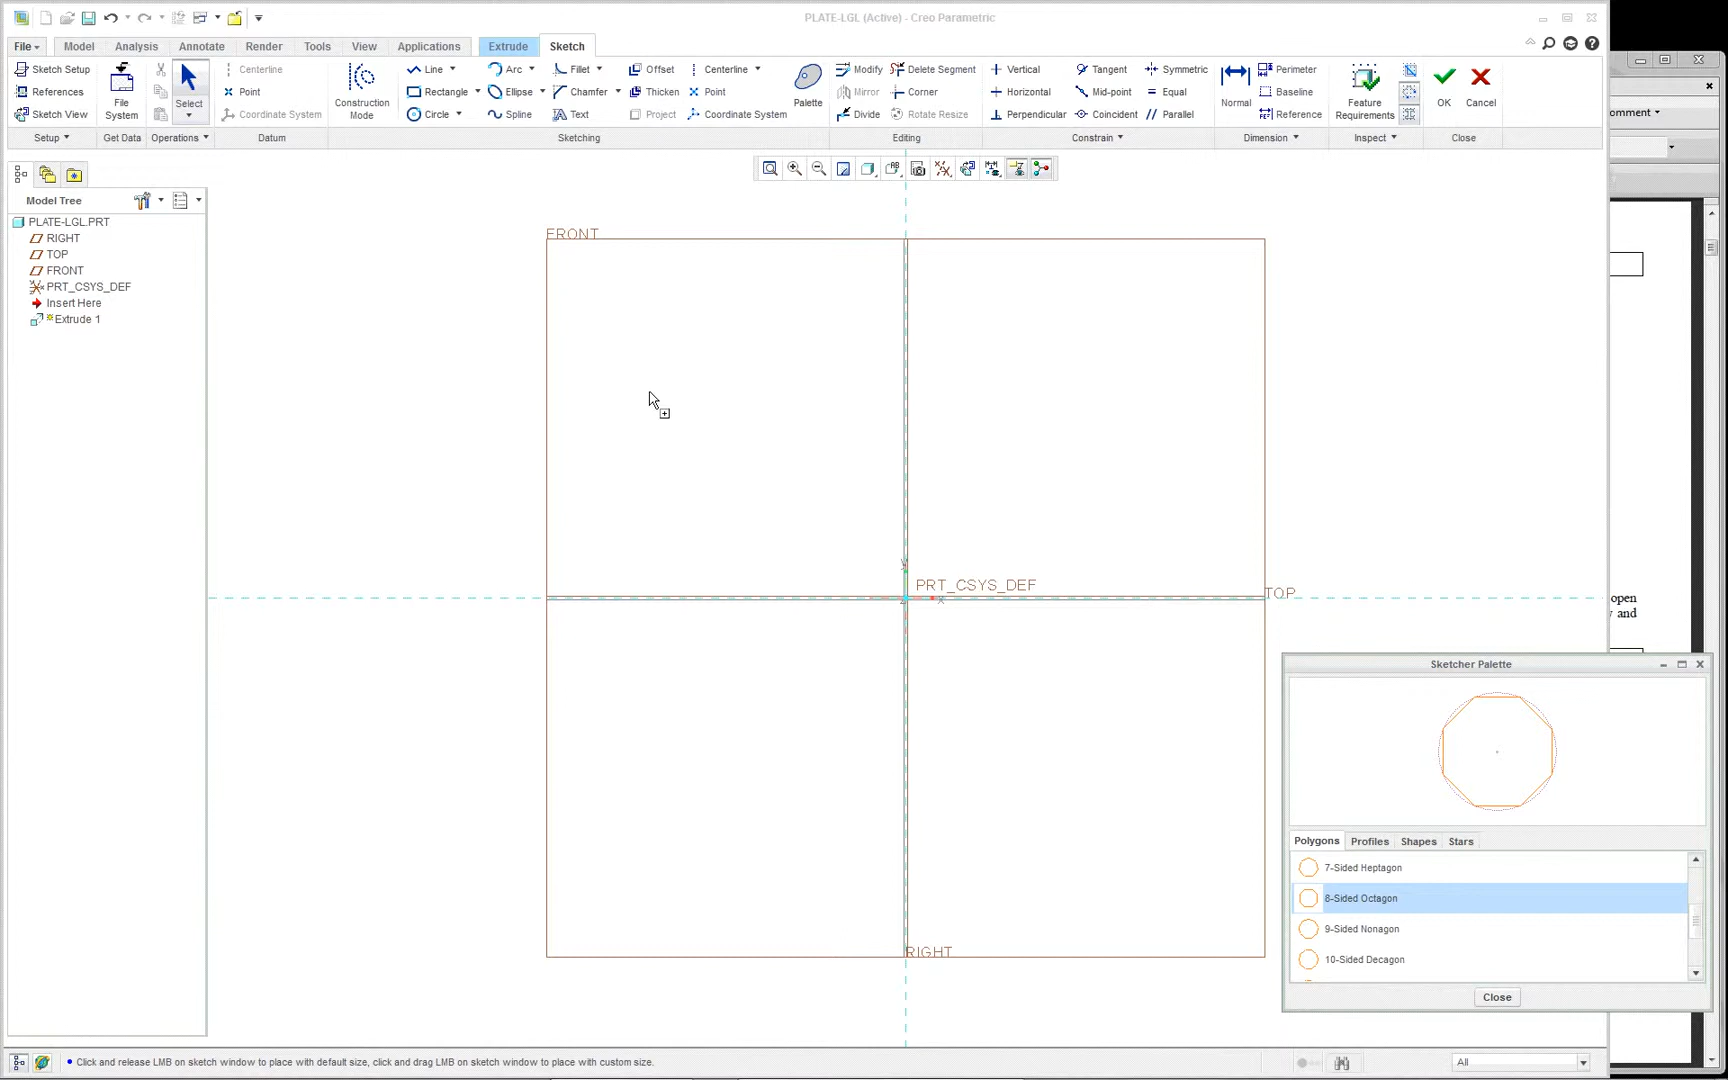 PLATE-LGL (Active) - Creo Parametric
File Model Analysis Annotate Render Tools View Applications Extrude Sketch
Sketch Setup
References
Sketch View
Setup
File
System
Get Data
Select
Operations
Centerline
Point
Coordinate System
Datum
Construction
Mode
Line Arc Fillet Offset Centerline
Rectangle Ellipse Chamfer Thicken Point
Circle Spline Text Project Coordinate System
Palette
Sketching
Modify Delete Segment
Mirror Corner
Divide Rotate Resize
Editing
Vertical Tangent Symmetric
Horizontal Mid-point Equal
Perpendicular Coincident Parallel
Constrain
Normal
Perimeter
Baseline
Reference
Dimension
Feature
Requirements
Inspect
OK Cancel
Close
omment
Model Tree
PLATE-LGL.PRT
RIGHT
TOP
FRONT
PRT_CSYS_DEF
Insert Here
Extrude 1
FRONT
PRT_CSYS_DEF
TOP
RIGHT
y
x
open
v and
Sketcher Palette
Polygons Profiles Shapes Stars
7-Sided Heptagon
8-Sided Octagon
9-Sided Nonagon
10-Sided Decagon
Close
Click and release LMB on sketch window to place with default size, click and drag LMB on sketch window to place with custom size.
All